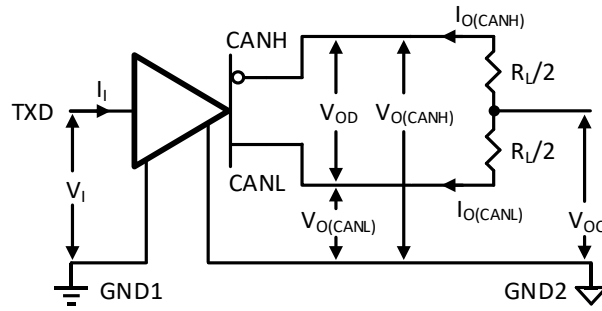 I_O(CANH)
CANH
R_L/2
I_I
TXD
V_OD
V_O(CANH)
R_L/2
CANL
V_I
I_O(CANL)
V_O(CANL)
V_OC
GND1
GND2